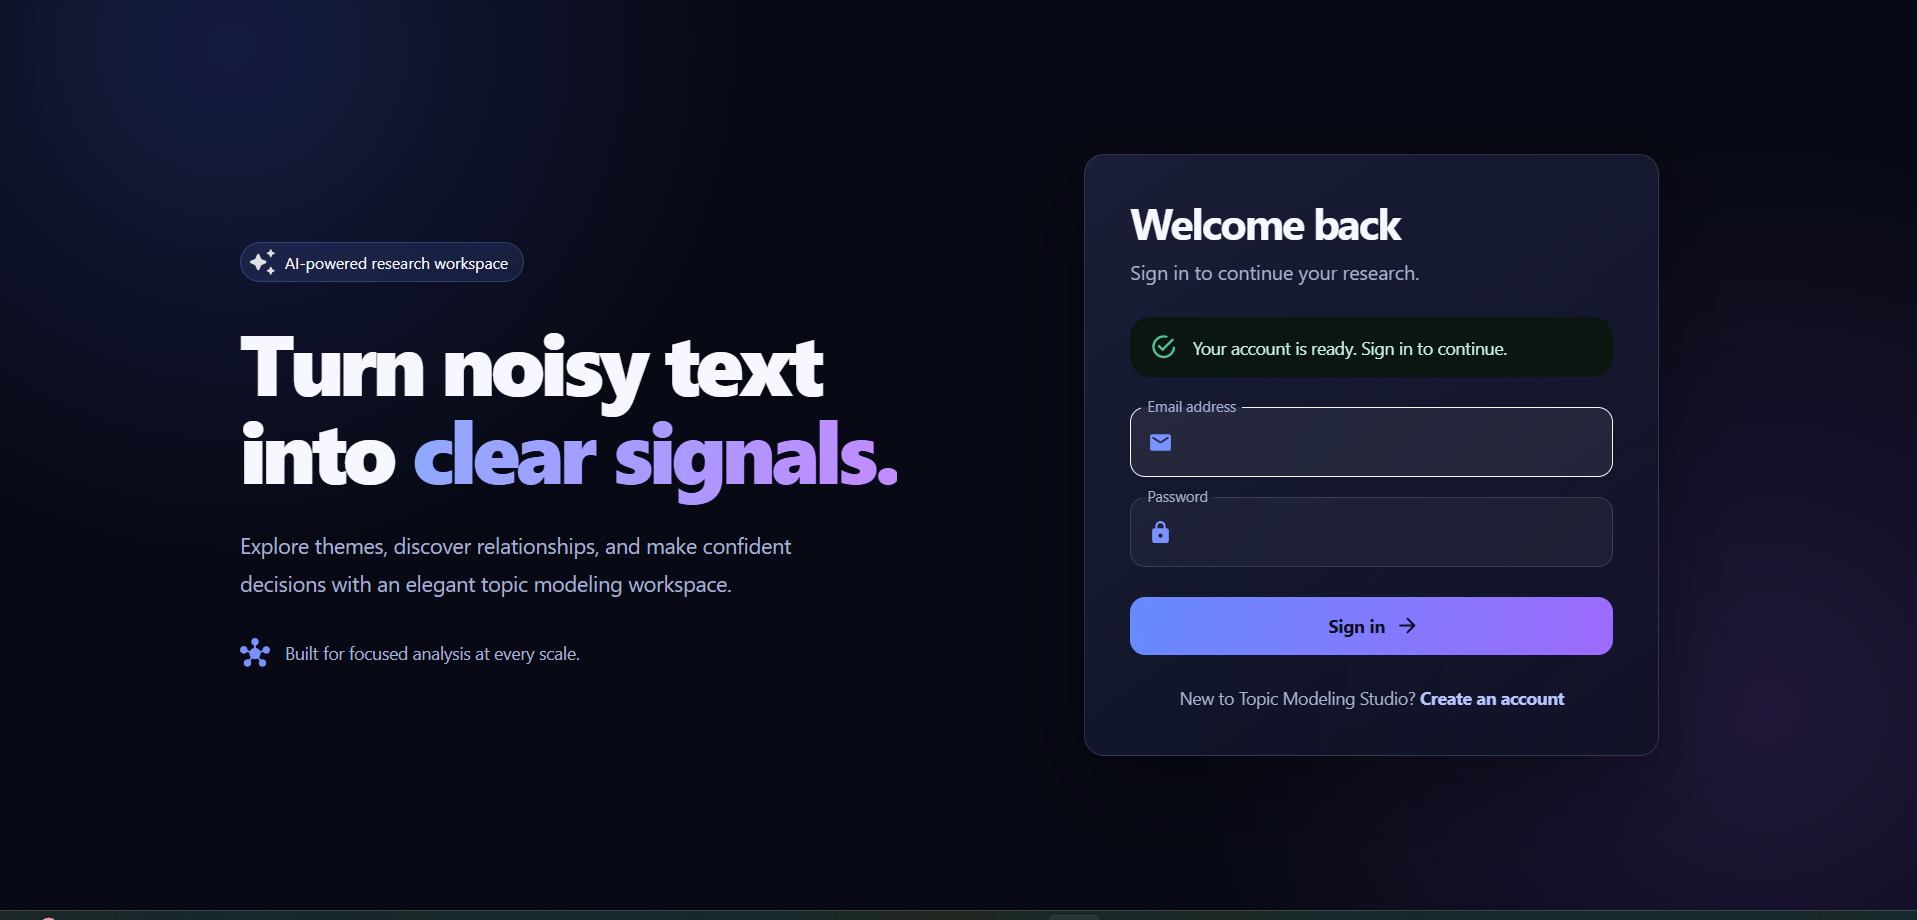 AI-powered research workspace
Turn noisy text
into clear signals.
Explore themes, discover relationships, and make confident
decisions with an elegant topic modeling workspace.
Built for focused analysis at every scale.
Welcome back
Sign in to continue your research.
Your account is ready. Sign in to continue.
Email address
Password
Sign in
New to Topic Modeling Studio? Create an account